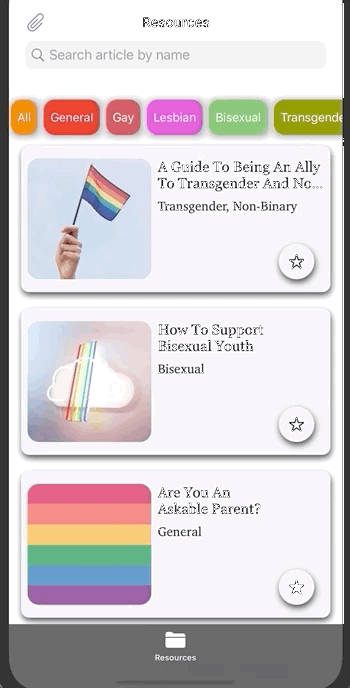 Resources
Search article by name
All General Gay Lesbian Bisexual Transgende
A Guide To Being An Ally
To Transgender And No...
Transgender, Non-Binary
How To Support
Bisexual Youth
Bisexual
Are You An
Askable Parent?
General
Resources